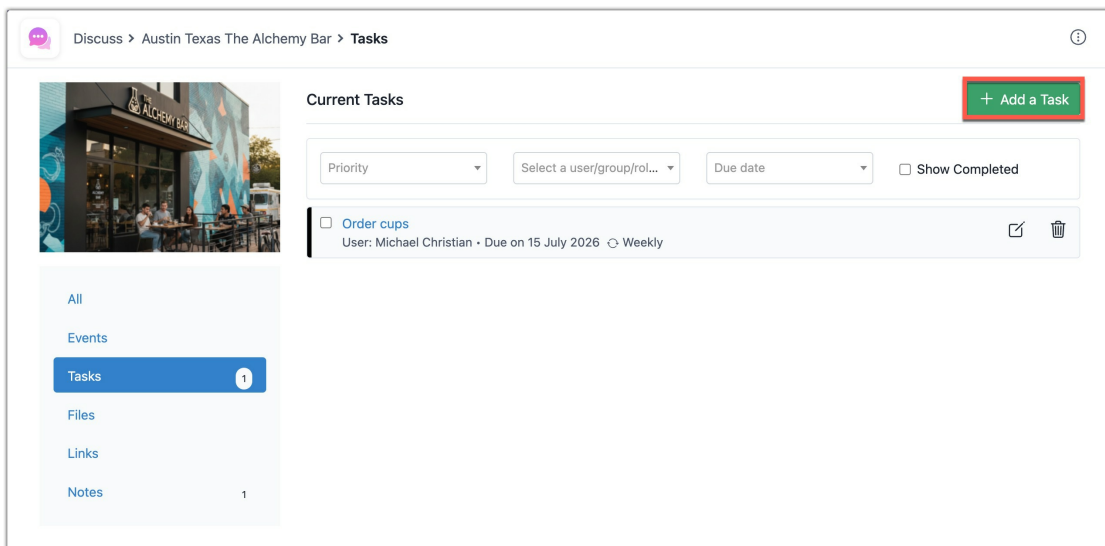 Discuss > Austin Texas The Alchemy Bar > Tasks
THE
ALCHEMY BAR
Current Tasks
+ Add a Task
Priority
Select a user/group/rol...
Due date
Show Completed
Order cups
User: Michael Christian • Due on 15 July 2026 Weekly
All
Events
Tasks 1
Files
Links
Notes 1